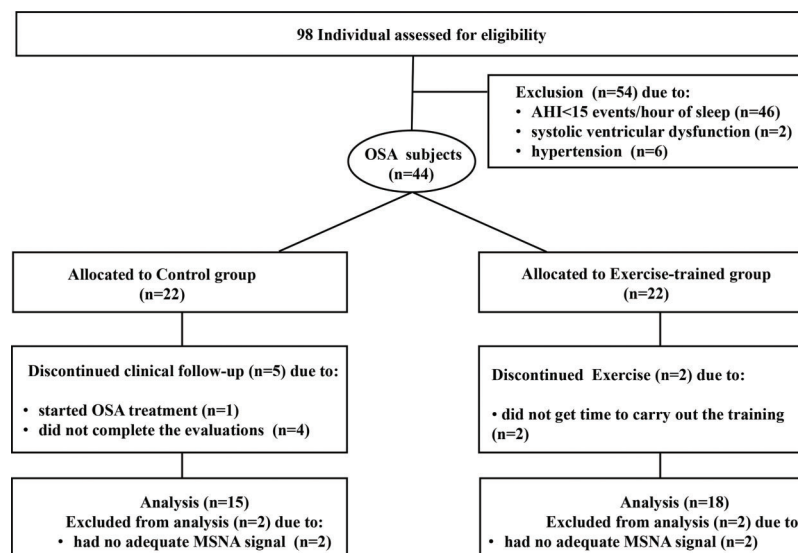 98 Individual assessed for eligibility
Exclusion (n=54) due to:
• AHI<15 events/hour of sleep (n=46)
• systolic ventricular dysfunction (n=2)
• hypertension (n=6)
OSA subjects
(n=44)
Allocated to Control group
(n=22)
Allocated to Exercise-trained group
(n=22)
Discontinued clinical follow-up (n=5) due to:
• started OSA treatment (n=1)
• did not complete the evaluations (n=4)
Discontinued Exercise (n=2) due to:
• did not get time to carry out the training
(n=2)
Analysis (n=15)
Excluded from analysis (n=2) due to:
• had no adequate MSNA signal (n=2)
Analysis (n=18)
Excluded from analysis (n=2) due to
• had no adequate MSNA signal (n=2)